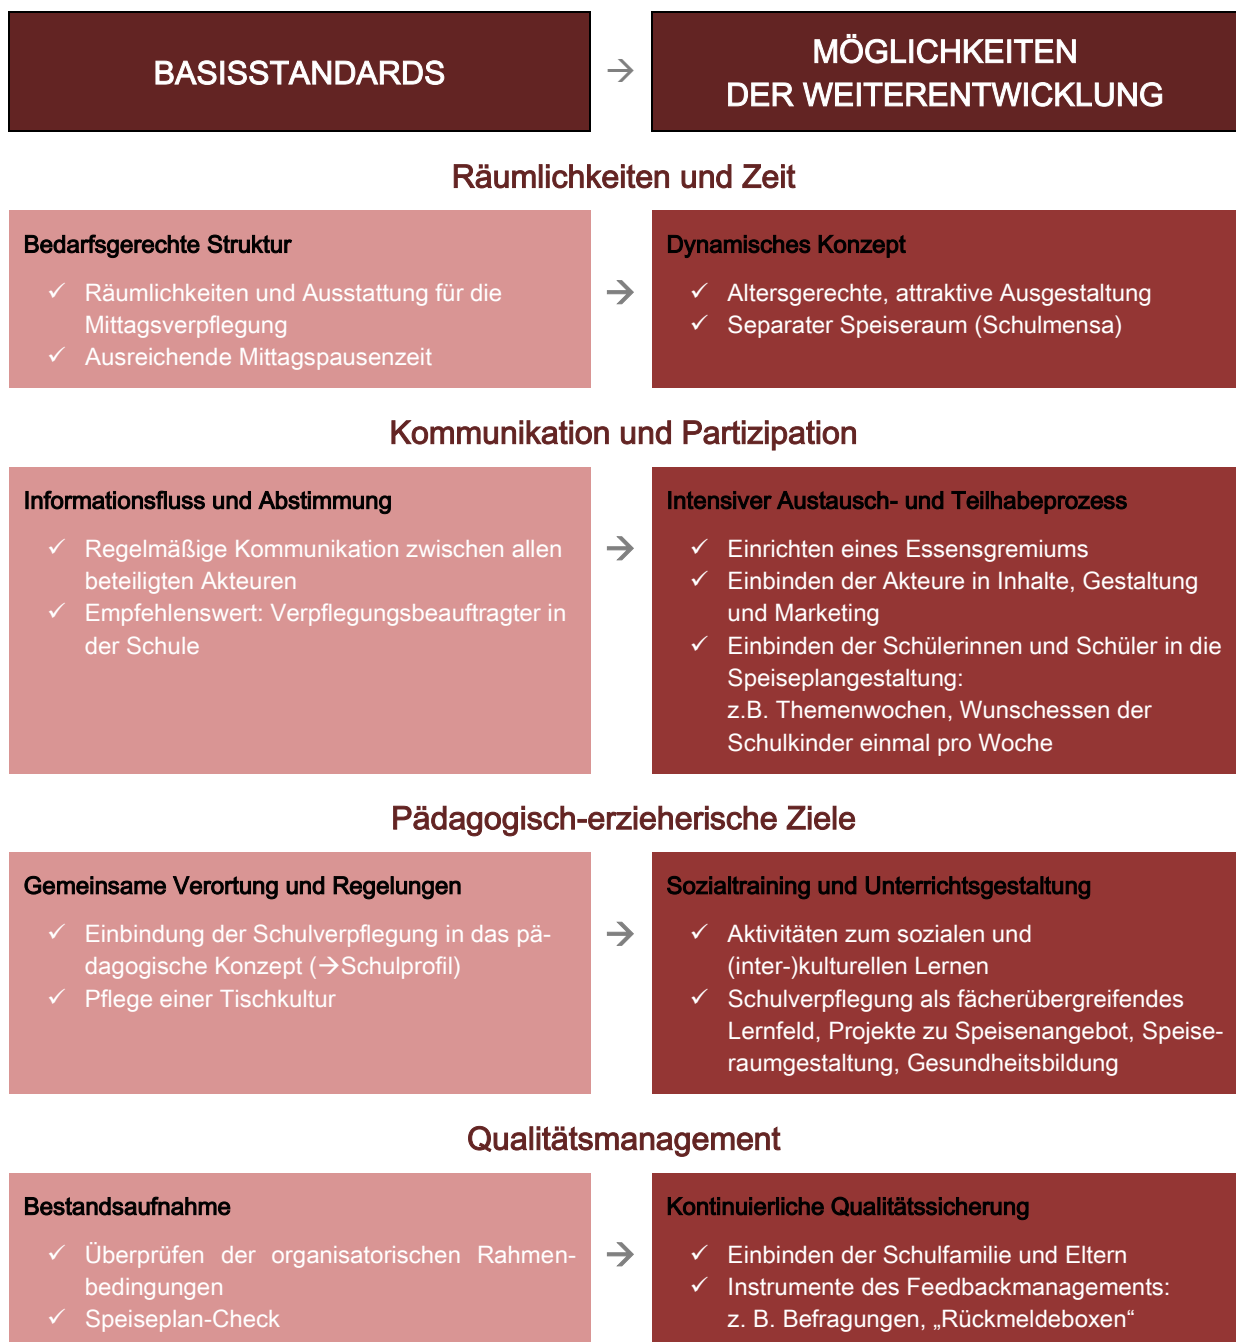 BASISSTANDARDS
→
MÖGLICHKEITEN
DER WEITERENTWICKLUNG
Räumlichkeiten und Zeit
Bedarfsgerechte Struktur
✓ Räumlichkeiten und Ausstattung für die
Mittagsverpflegung
✓ Ausreichende Mittagspausenzeit
→
Dynamisches Konzept
✓ Altersgerechte, attraktive Ausgestaltung
✓ Separater Speiseraum (Schulmensa)
Kommunikation und Partizipation
Informationsfluss und Abstimmung
✓ Regelmäßige Kommunikation zwischen allen
beteiligten Akteuren
✓ Empfehlenswert: Verpflegungsbeauftragter in
der Schule
→
Intensiver Austausch- und Teilhabeprozess
✓ Einrichten eines Essensgremiums
✓ Einbinden der Akteure in Inhalte, Gestaltung
und Marketing
✓ Einbinden der Schülerinnen und Schüler in die
Speiseplangestaltung:
z.B. Themenwochen, Wunschessen der
Schulkinder einmal pro Woche
Pädagogisch-erzieherische Ziele
Gemeinsame Verortung und Regelungen
✓ Einbindung der Schulverpflegung in das pä-
dagogische Konzept (→Schulprofil)
✓ Pflege einer Tischkultur
→
Sozialtraining und Unterrichtsgestaltung
✓ Aktivitäten zum sozialen und
(inter-)kulturellen Lernen
✓ Schulverpflegung als fächerübergreifendes
Lernfeld, Projekte zu Speisenangebot, Speise-
raumgestaltung, Gesundheitsbildung
Qualitätsmanagement
Bestandsaufnahme
✓ Überprüfen der organisatorischen Rahmen-
bedingungen
✓ Speiseplan-Check
→
Kontinuierliche Qualitätssicherung
✓ Einbinden der Schulfamilie und Eltern
✓ Instrumente des Feedbackmanagements:
z. B. Befragungen, „Rückmeldeboxen“